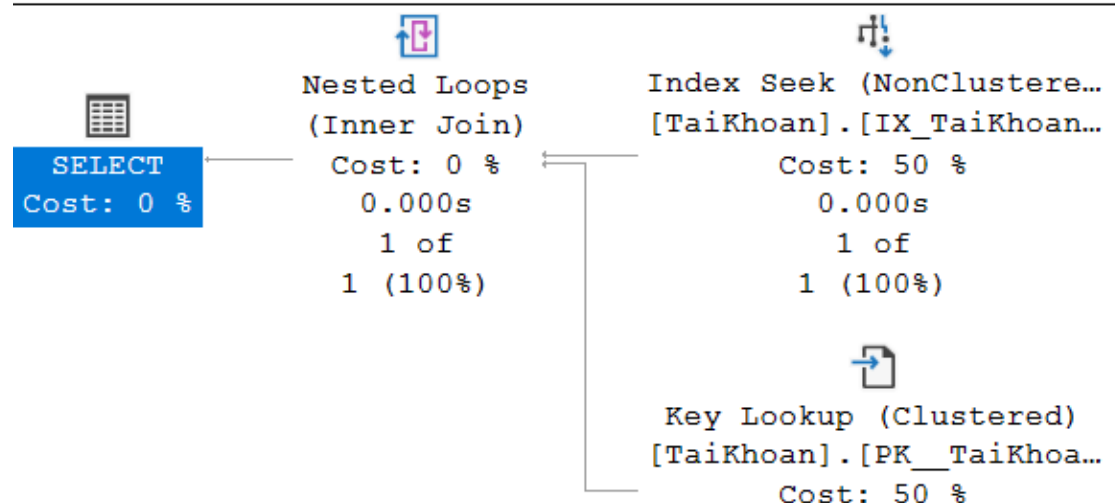 Nested Loops
(Inner Join)
Cost: 0 %
0.000s
1 of
1 (100%)
SELECT
Cost: 0 %
Index Seek (NonClustere…
[TaiKhoan].[IX_TaiKhoan…
Cost: 50 %
0.000s
1 of
1 (100%)
Key Lookup (Clustered)
[TaiKhoan].[PK__TaiKhoa…
Cost: 50 %